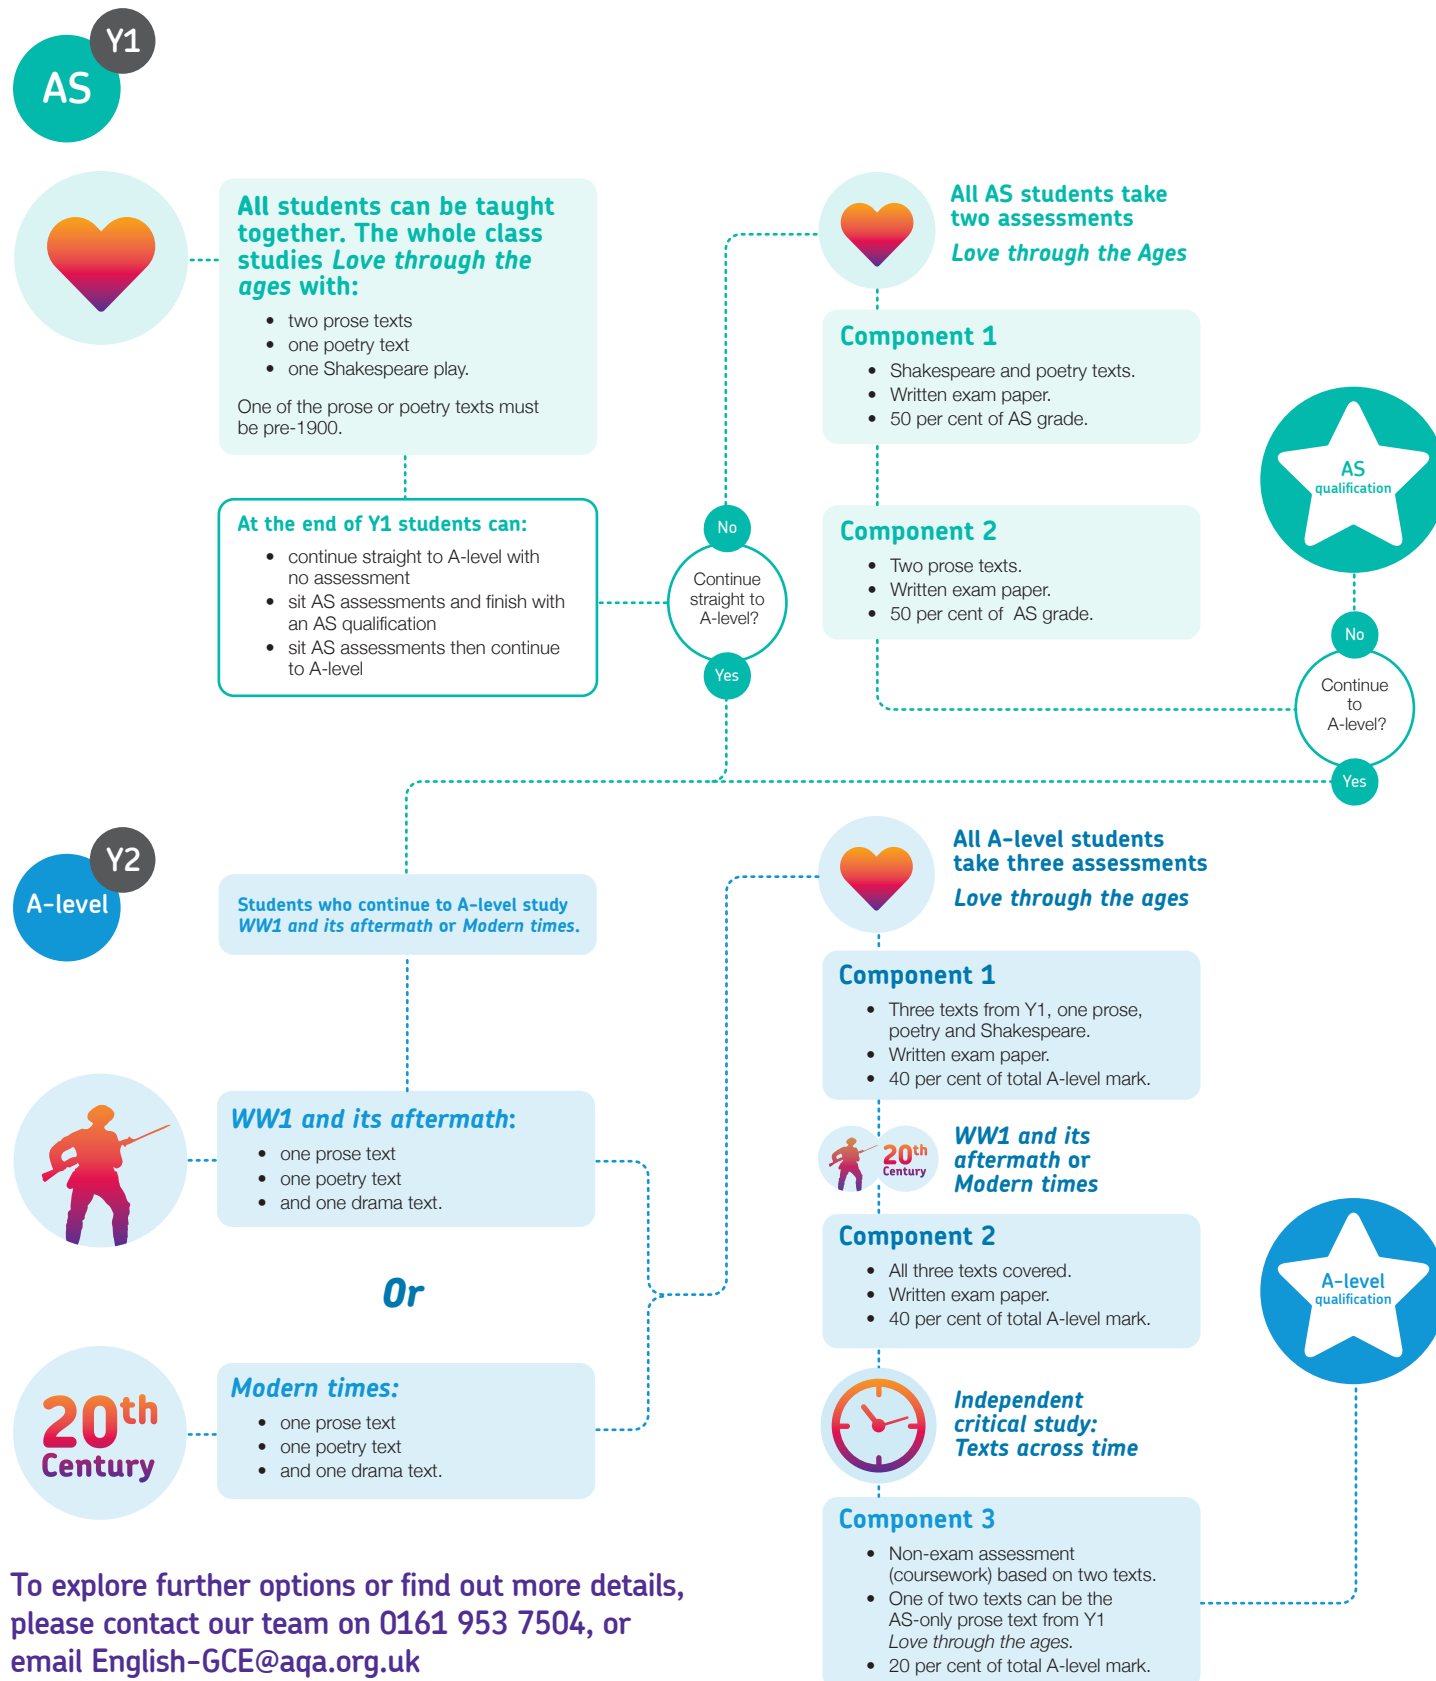 Y1
AS
All students can be taught
together. The whole class
studies Love through the
ages with:
• two prose texts
• one poetry text
• one Shakespeare play.
One of the prose or poetry texts must
be pre-1900.
At the end of Y1 students can:
• continue straight to A-level with
no assessment
• sit AS assessments and finish with
an AS qualification
• sit AS assessments then continue
to A-level
No
Continue
straight to
A-level?
Yes
All AS students take
two assessments
Love through the Ages
Component 1
• Shakespeare and poetry texts.
• Written exam paper.
• 50 per cent of AS grade.
Component 2
• Two prose texts.
• Written exam paper.
• 50 per cent of AS grade.
AS
qualification
No
Continue
to
A-level?
Yes
Y2
A-level
Students who continue to A-level study
WW1 and its aftermath or Modern times.
WW1 and its aftermath:
• one prose text
• one poetry text
• and one drama text.
Or
20th
Century
Modern times:
• one prose text
• one poetry text
• and one drama text.
All A-level students
take three assessments
Love through the ages
Component 1
• Three texts from Y1, one prose,
poetry and Shakespeare.
• Written exam paper.
• 40 per cent of total A-level mark.
20th
Century
WW1 and its
aftermath or
Modern times
Component 2
• All three texts covered.
• Written exam paper.
• 40 per cent of total A-level mark.
Independent
critical study:
Texts across time
Component 3
• Non-exam assessment
(coursework) based on two texts.
• One of two texts can be the
AS-only prose text from Y1
Love through the ages.
• 20 per cent of total A-level mark.
A-level
qualification
To explore further options or find out more details,
please contact our team on 0161 953 7504, or
email English-GCE@aqa.org.uk